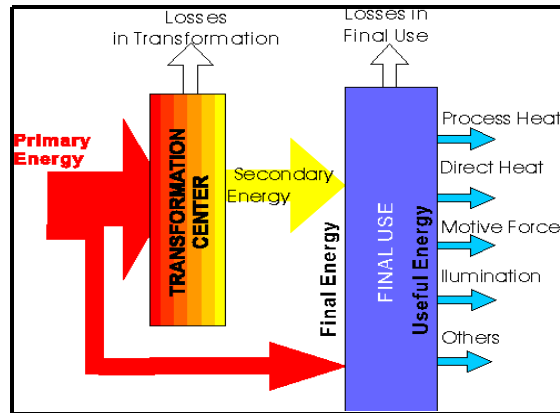 Losses
in Transformation
Losses in
Final Use
Primary
Energy
TRANSFORMATION
CENTER
Secondary
Energy
Final Energy
FINAL USE
Useful Energy
Process Heat
Direct Heat
Motive Force
Ilumination
Others